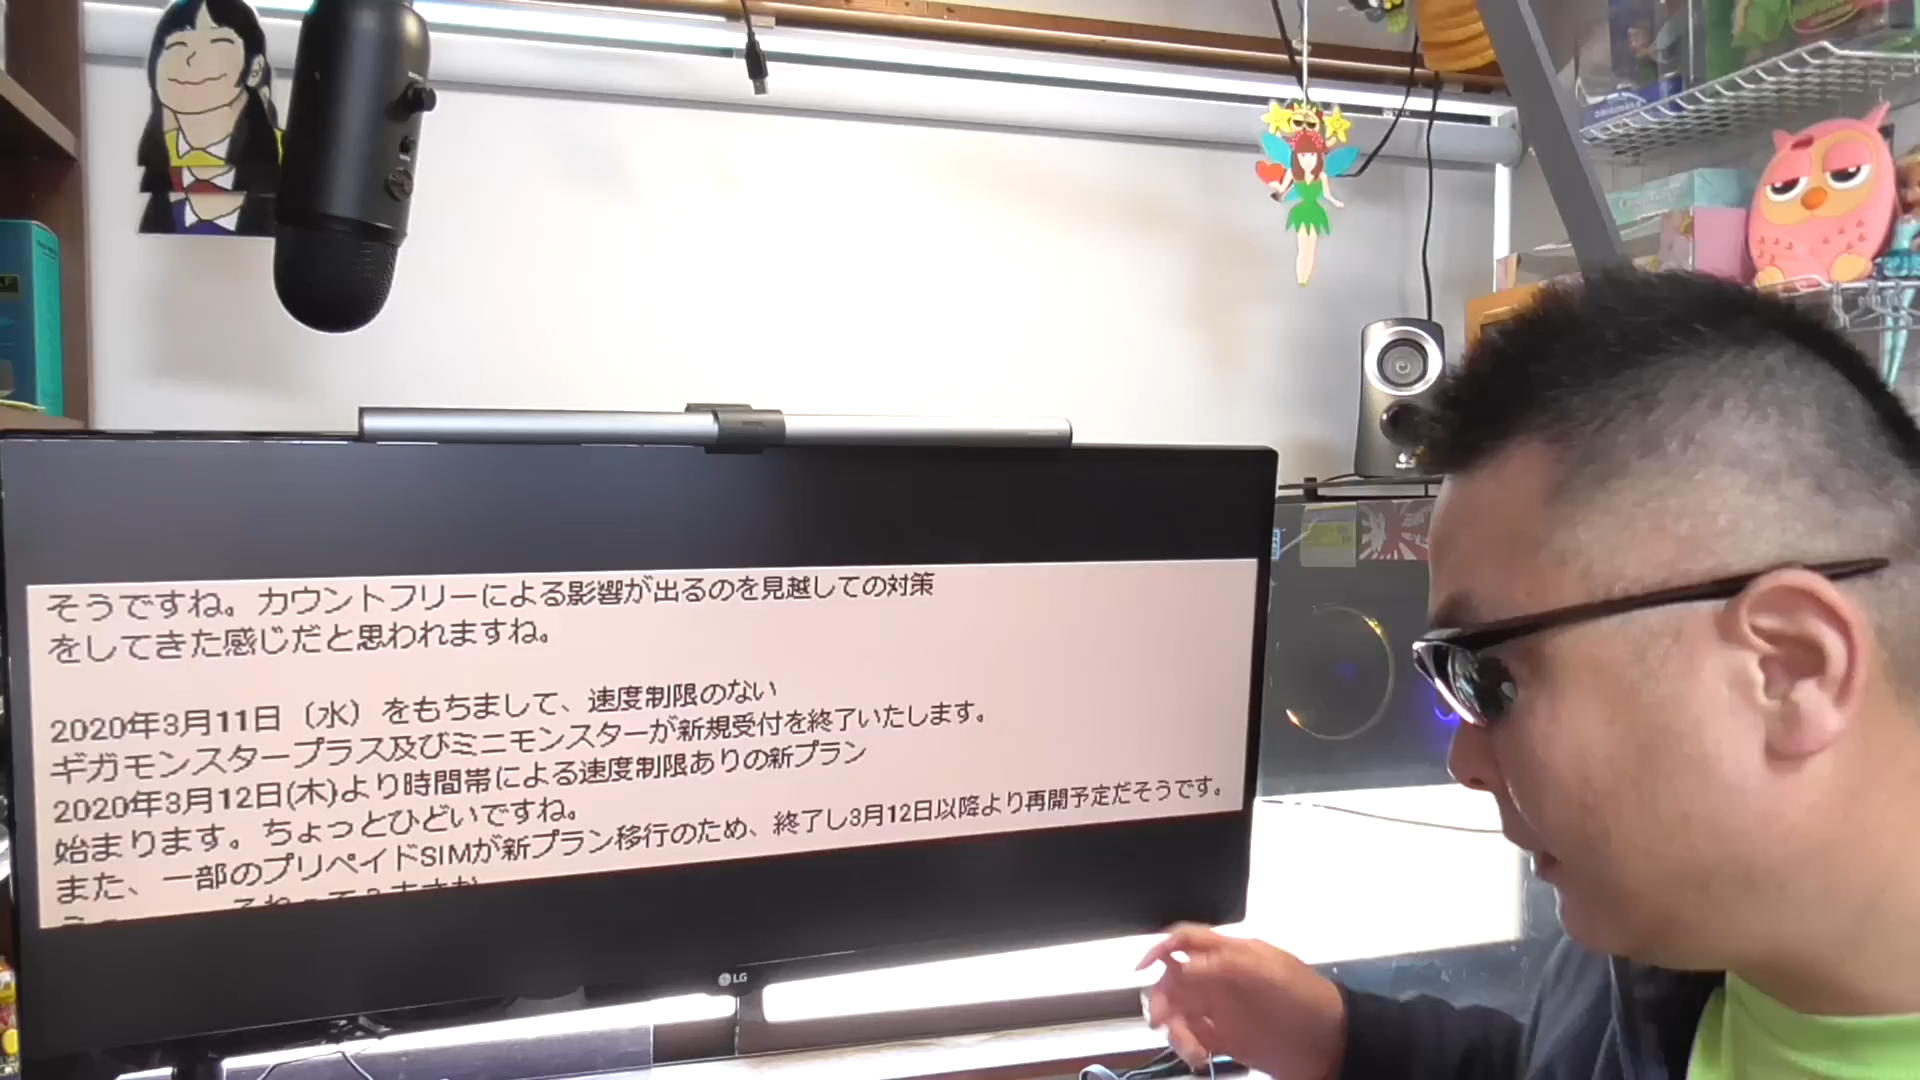 そうですね。カウントフリーによる影響が出るのを見越しての対策
をしてきた感じだと思われますね。
2020年3月11日（水）をもちまして、速度制限のない
ギガモンスタープラス及びミニモンスターが新規受付を終了いたします。
2020年3月12日(木)より時間帯による速度制限ありの新プラン
始まります。ちょっとひどいですね。
また、一部のプリペイドSIMが新プラン移行のため、終了し3月12日以降より再開予定だそうです。
LG
ORIGINALS